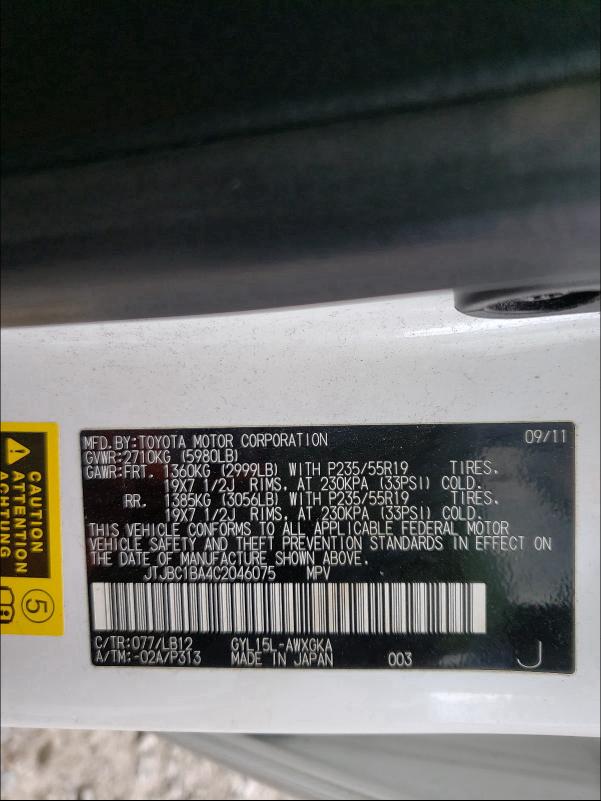 MFD.BY:TOYOTA MOTOR CORPORATION 09/11
GVWR:2710KG (5980LB)
GAWR:FRT. 1360KG (2999LB) WITH P235/55R19 TIRES.
19X7 1/2J RIMS. AT 230KPA (33PSI) COLD.
RR. 1385KG (3056LB) WITH P235/55R19 TIRES.
19X7 1/2J RIMS. AT 230KPA (33PSI) COLD.
THIS VEHICLE CONFORMS TO ALL APPLICABLE FEDERAL MOTOR
VEHICLE SAFETY AND THEFT PREVENTION STANDARDS IN EFFECT ON
THE DATE OF MANUFACTURE SHOWN ABOVE.
JTJBC1BA4C2046075 MPV
C/TR:077/LB12 GYL15L-AWXGKA
A/TM:-02A/P313 MADE IN JAPAN 003 J
CAUTION
ATTENTION
ACHTUNG
5